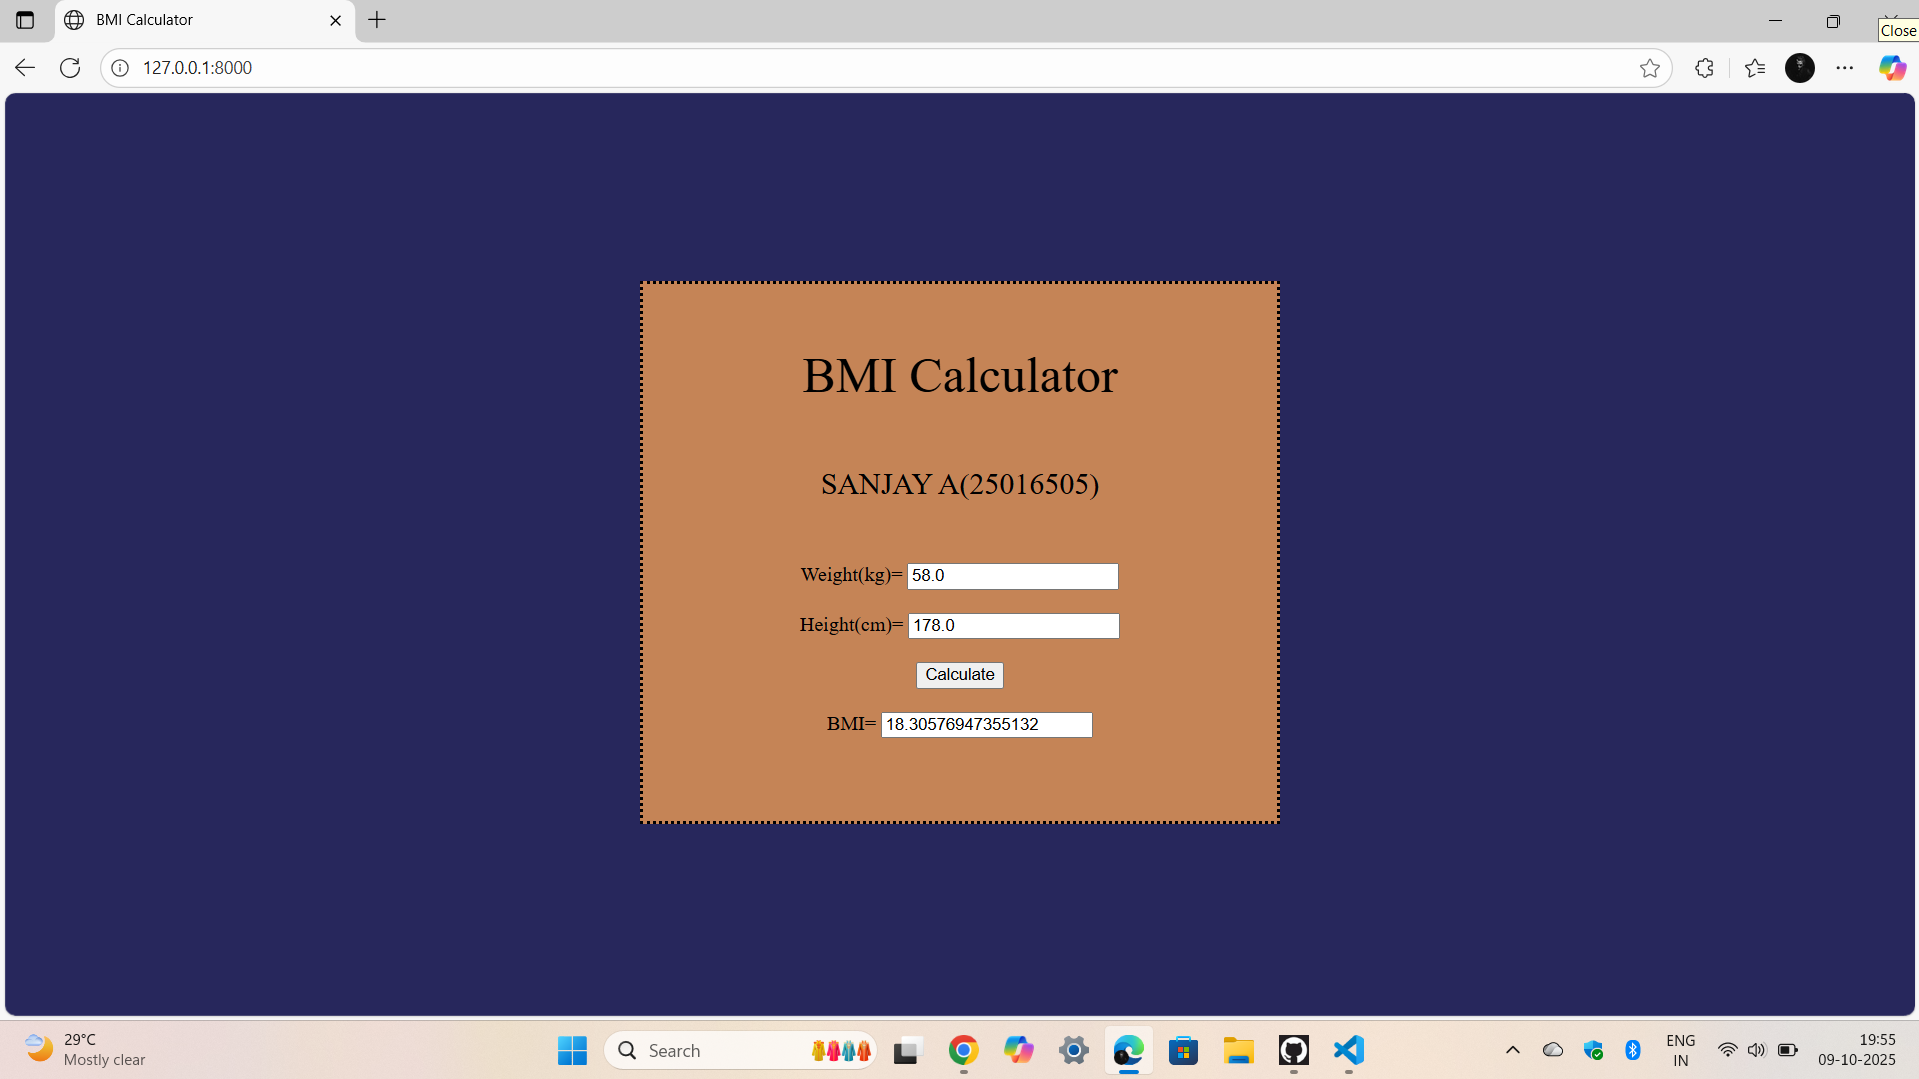 BMI Calculator
Close
127.0.0.1:8000
BMI Calculator
SANJAY A(25016505)
Weight(kg)= 58.0
Height(cm)= 178.0
Calculate
BMI= 18.30576947355132
29°C
Mostly clear
Search
ENG
IN
19:55
09-10-2025